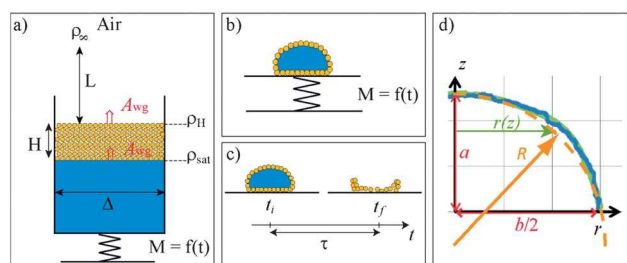 a)
Air
ρ∞
L
A_wg
ρ_H
H
A_wg
ρ_sat
Δ
M = f(t)
b)
M = f(t)
c)
t_i
t_f
t
τ
d)
z
r(z)
a
R
b/2
r